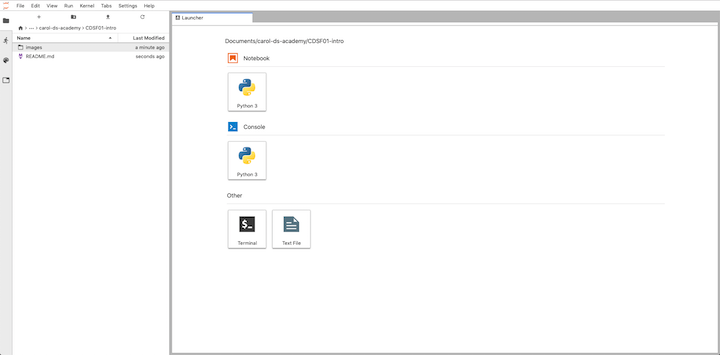 File Edit View Run Kernel Tabs Settings Help
Launcher
> ··· > carol-ds-academy > CDSF01-intro
Name Last Modified
images a minute ago
README.md seconds ago
Documents/carol-ds-academy/CDSF01-intro
Notebook
Python 3
Console
Python 3
Other
$_
Terminal Text File